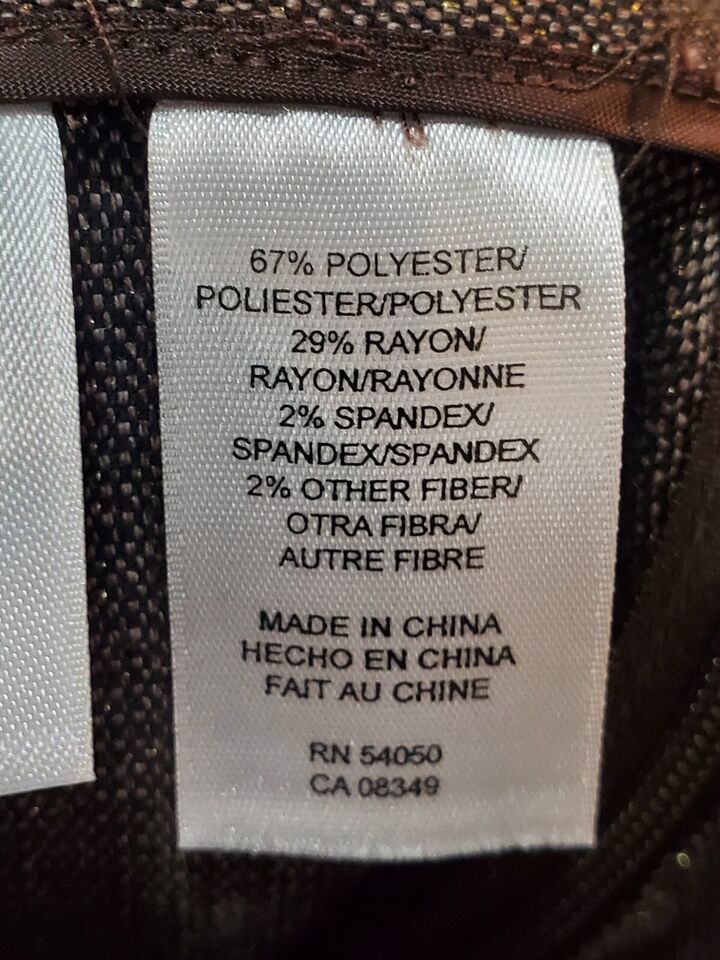 67% POLYESTER/
POLIESTER/POLYESTER
29% RAYON/
RAYON/RAYONNE
2% SPANDEX/
SPANDEX/SPANDEX
2% OTHER FIBER/
OTRA FIBRA/
AUTRE FIBRE
MADE IN CHINA
HECHO EN CHINA
FAIT AU CHINE
RN 54050
CA 08349